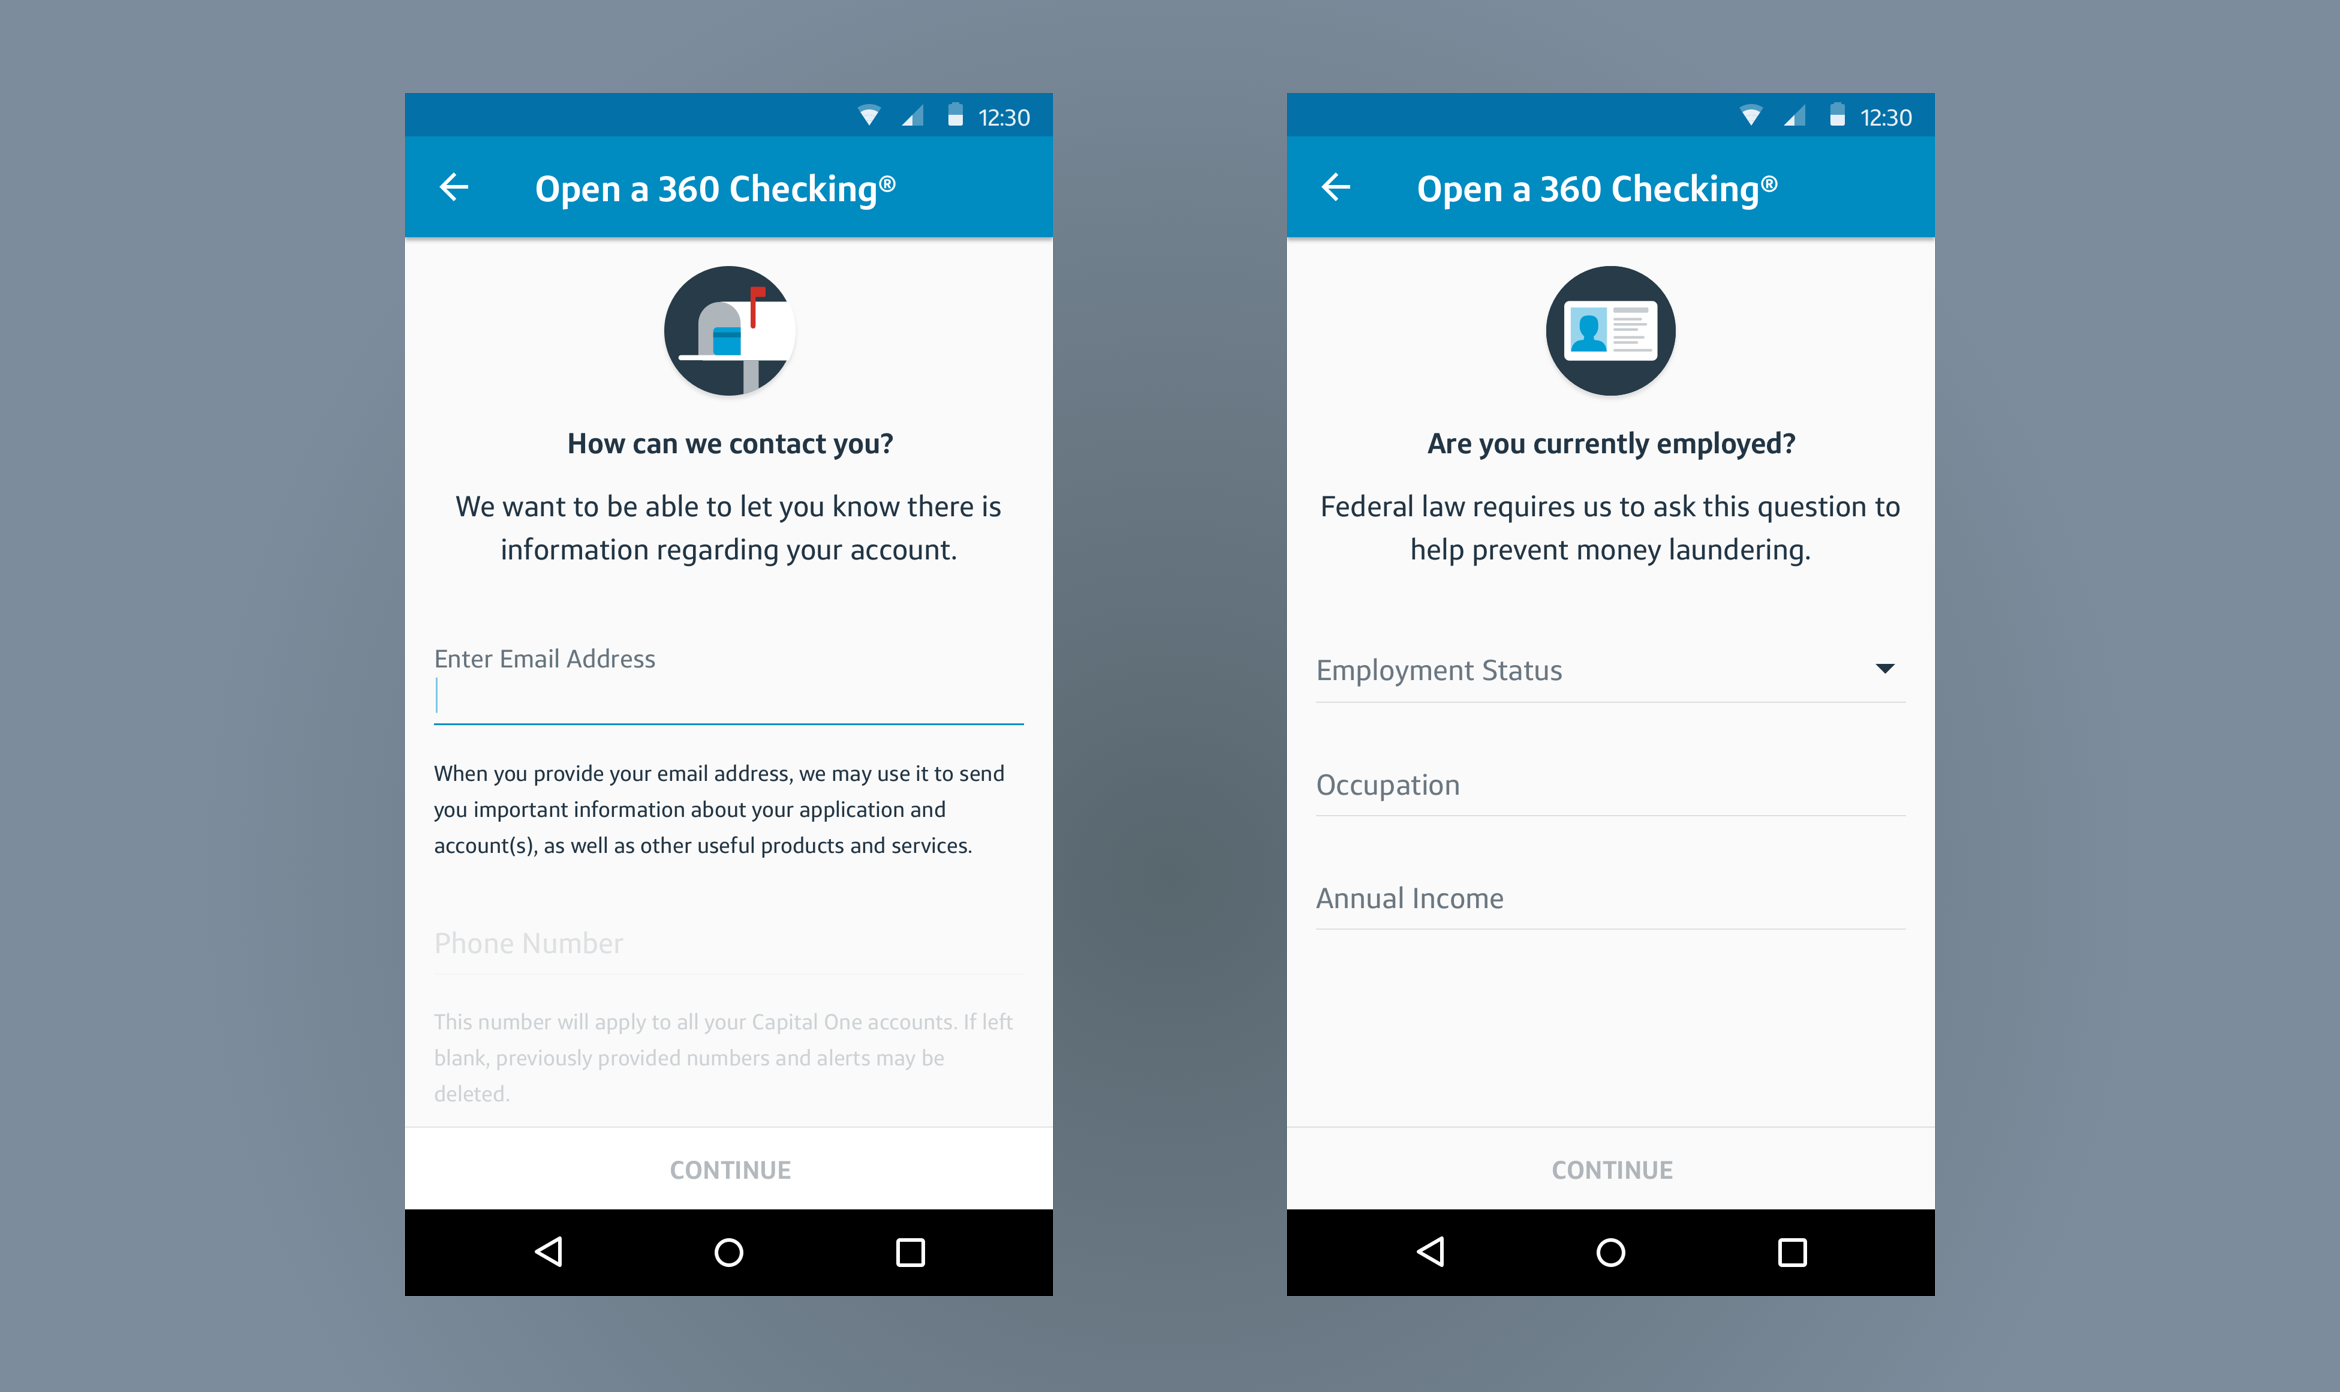 12:30
Open a 360 Checking®
How can we contact you?
We want to be able to let you know there is
information regarding your account.
Enter Email Address
When you provide your email address, we may use it to send
you important information about your application and
account(s), as well as other useful products and services.
Phone Number
This number will apply to all your Capital One accounts. If left
blank, previously provided numbers and alerts may be
deleted.
CONTINUE
12:30
Open a 360 Checking®
Are you currently employed?
Federal law requires us to ask this question to
help prevent money laundering.
Employment Status
Occupation
Annual Income
CONTINUE